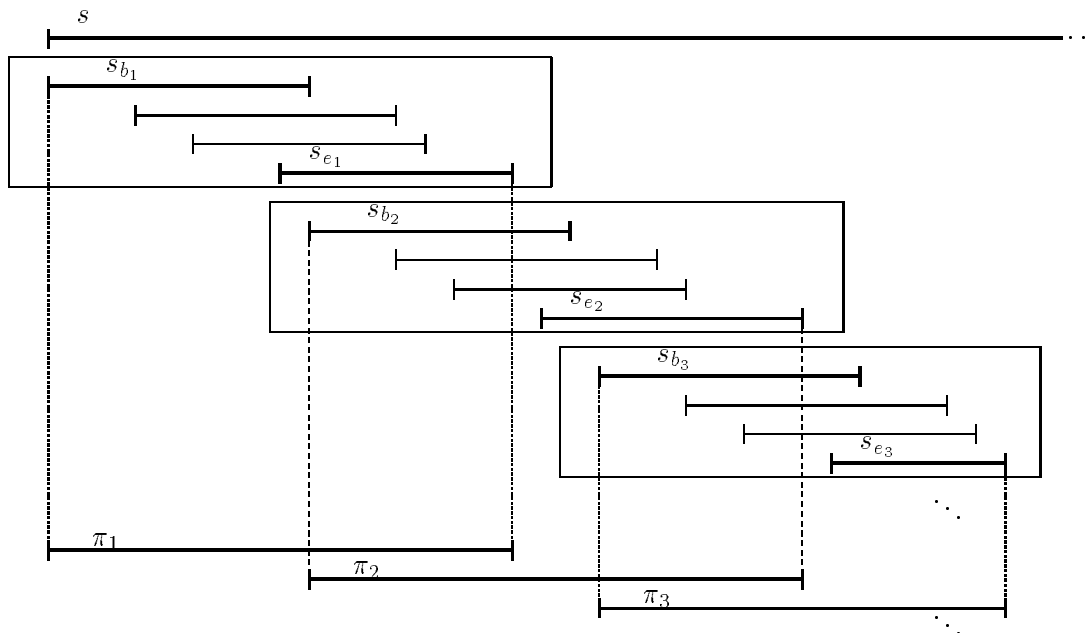 s
s_{b_1}
s_{e_1}
s_{b_2}
s_{e_2}
s_{b_3}
s_{e_3}
π_1
π_2
π_3